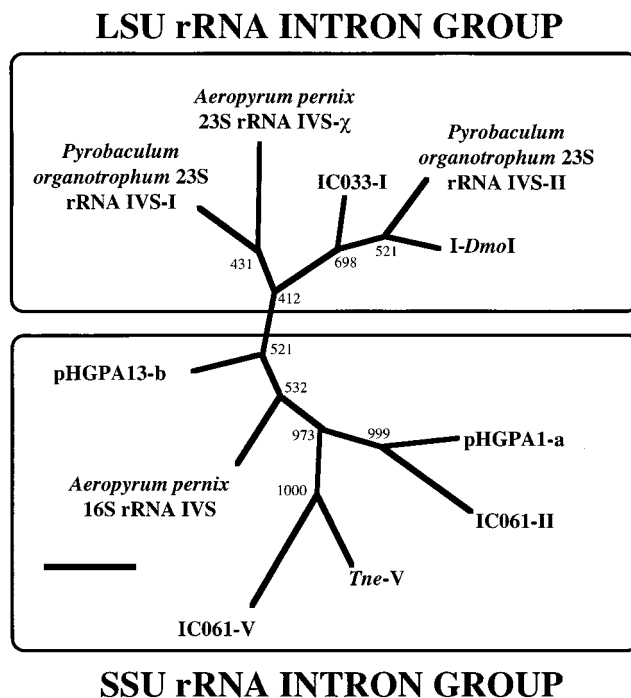 LSU rRNA INTRON GROUP
Aeropyrum pernix
23S rRNA IVS-χ
Pyrobaculum
organotrophum 23S
rRNA IVS-I
IC033-I
Pyrobaculum
organotrophum 23S
rRNA IVS-II
I-DmoI
431
698
521
412
521
pHGPA13-b
532
973
999
pHGPA1-a
Aeropyrum pernix
16S rRNA IVS
1000
IC061-II
Tne-V
IC061-V
SSU rRNA INTRON GROUP